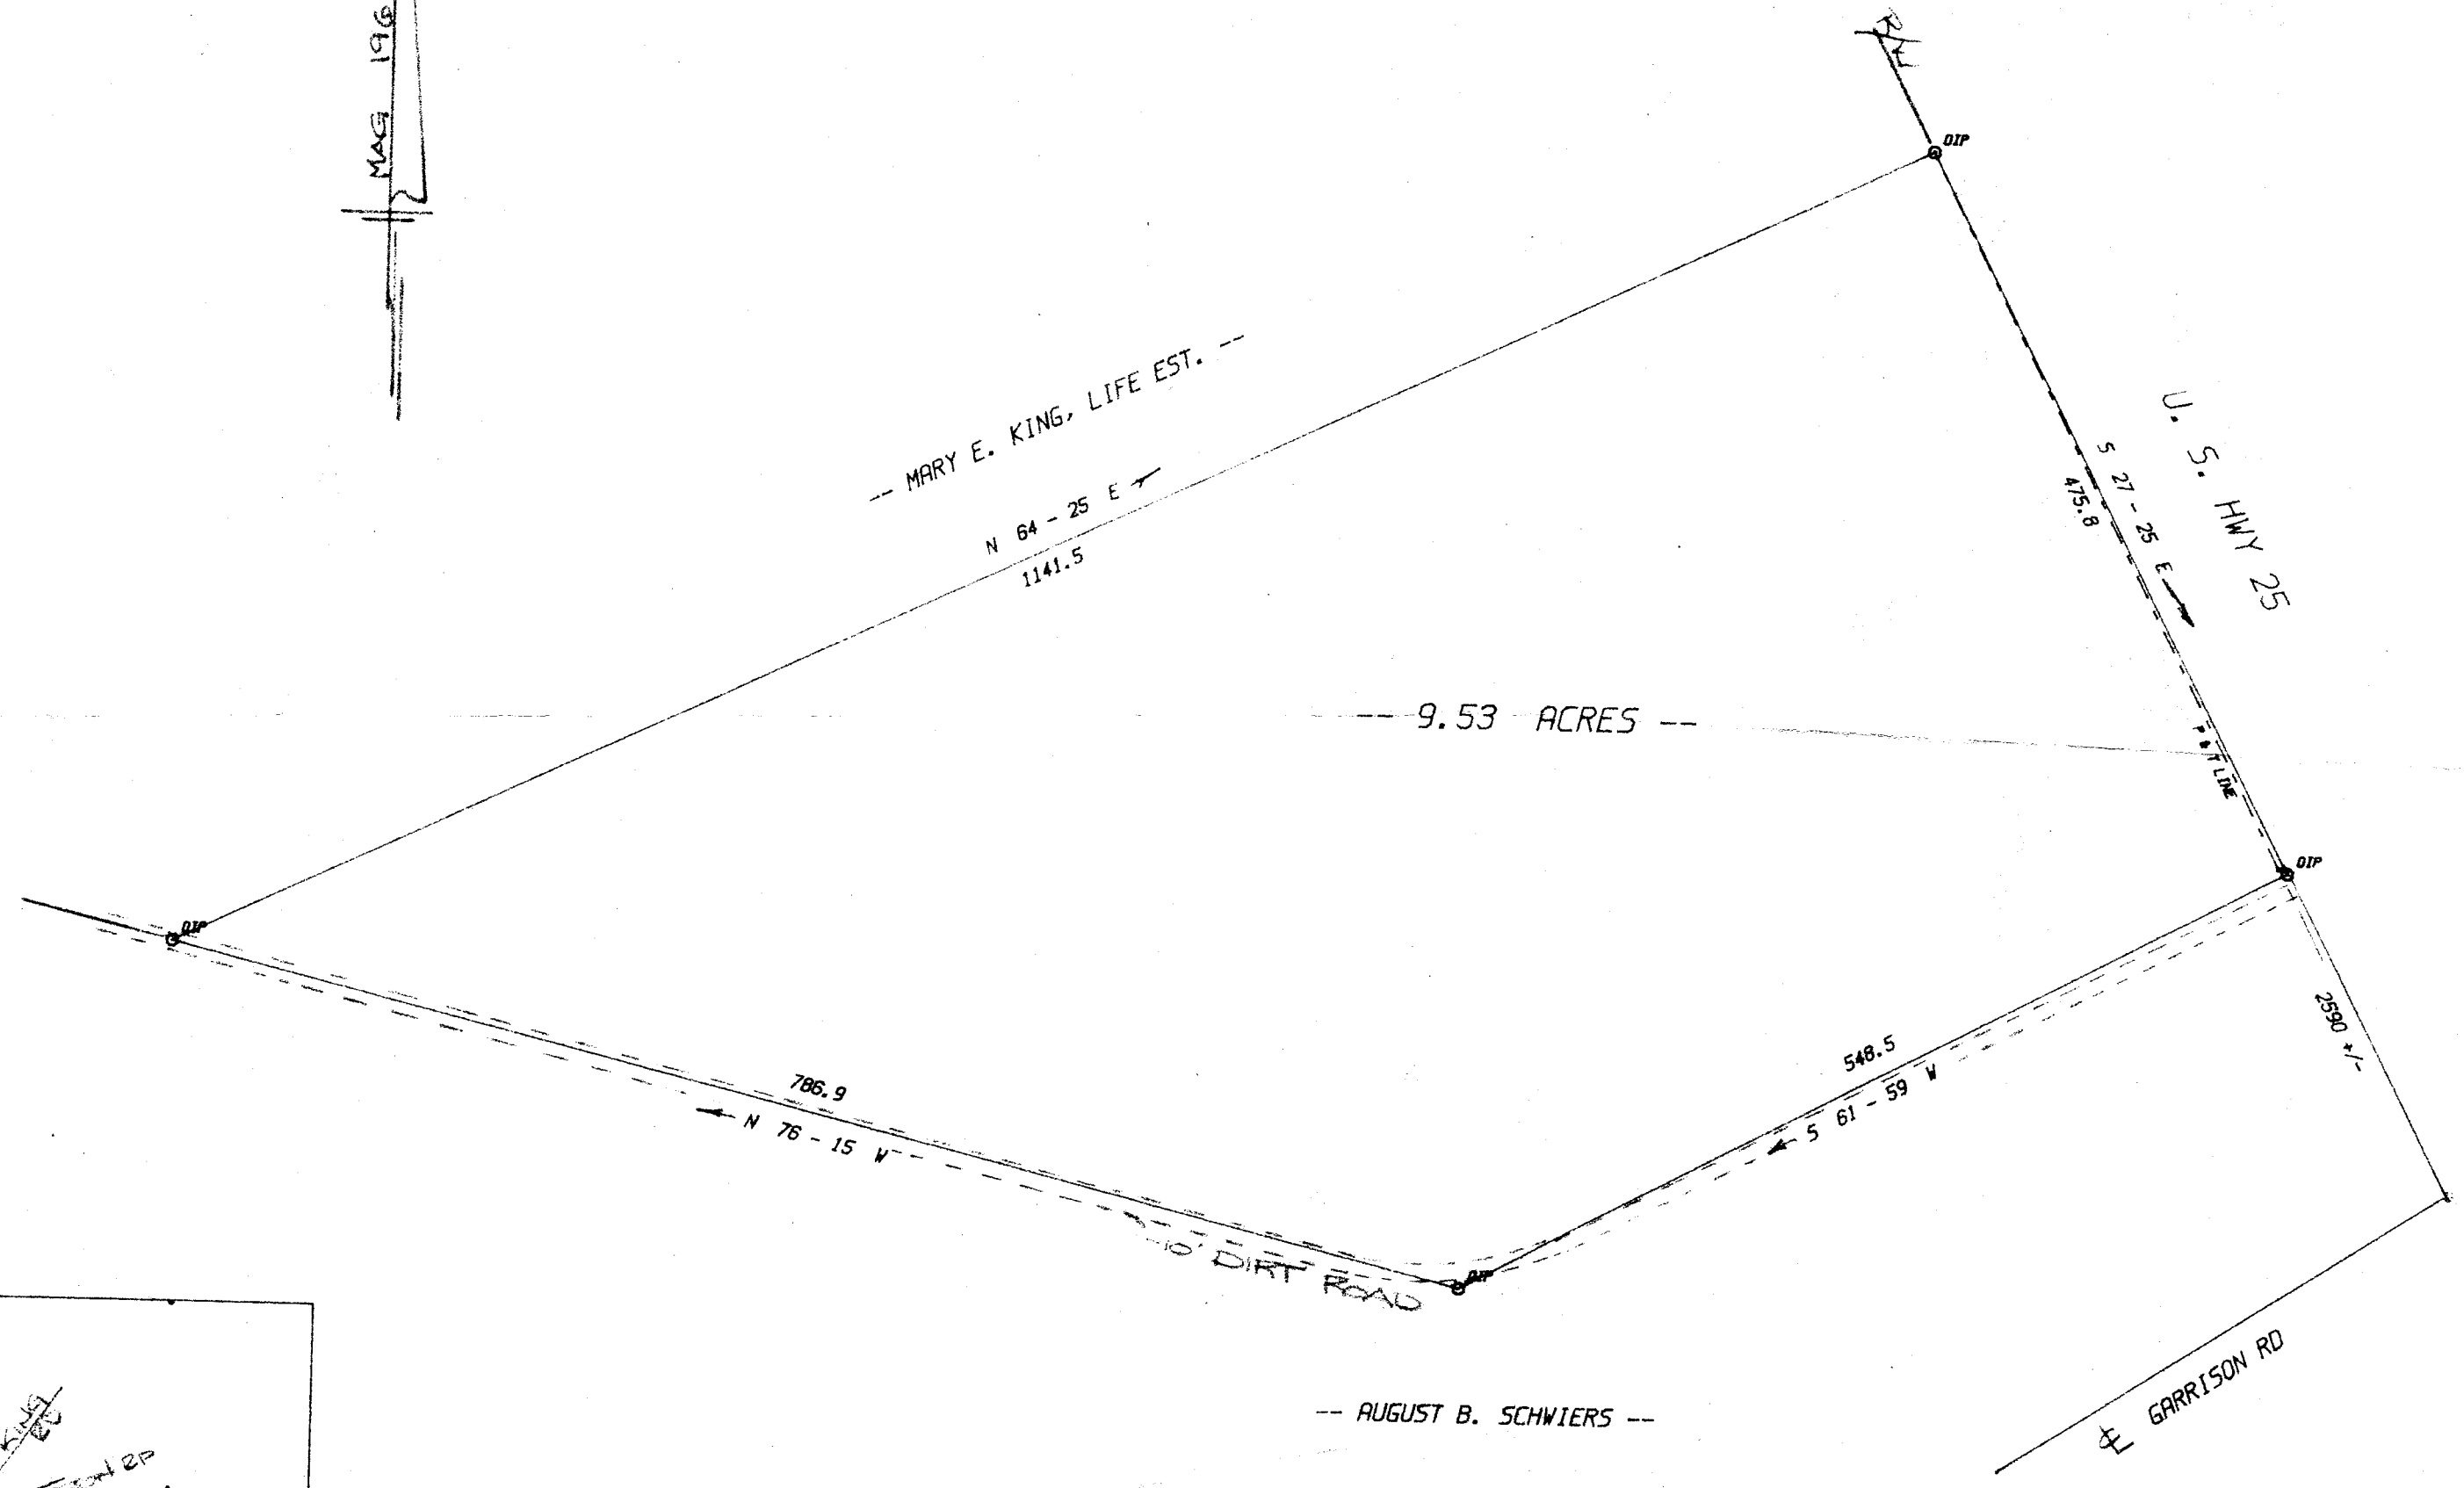 MAG
R/W
OIP
-- MARY E. KING, LIFE EST. --
N 64 - 25 E
1141.5
S 27 - 25 E
475.8
U. S. HWY 25
-- 9.53 ACRES --
P & T LINE
OIP
OIP
2590 +/-
548.5
S 61 - 59 W
786.9
N 76 - 15 W
DIRT ROAD
OIP
-- AUGUST B. SCHWIERS --
℄ GARRISON RD